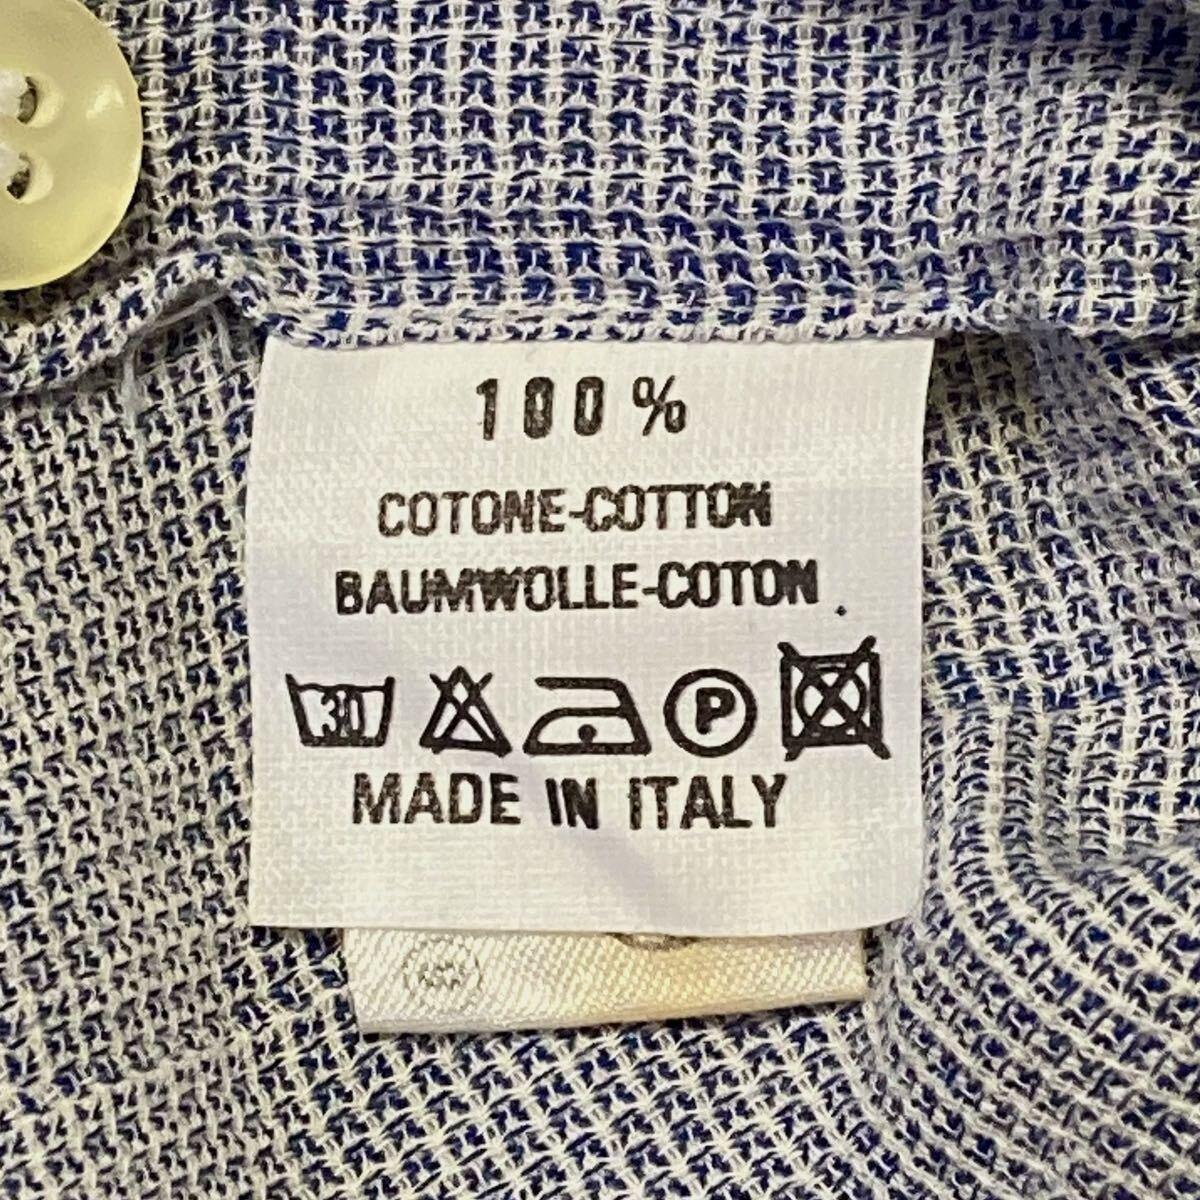 100%
COTONE-COTTON
BAUMWOLLE-COTON
30 P
MADE IN ITALY